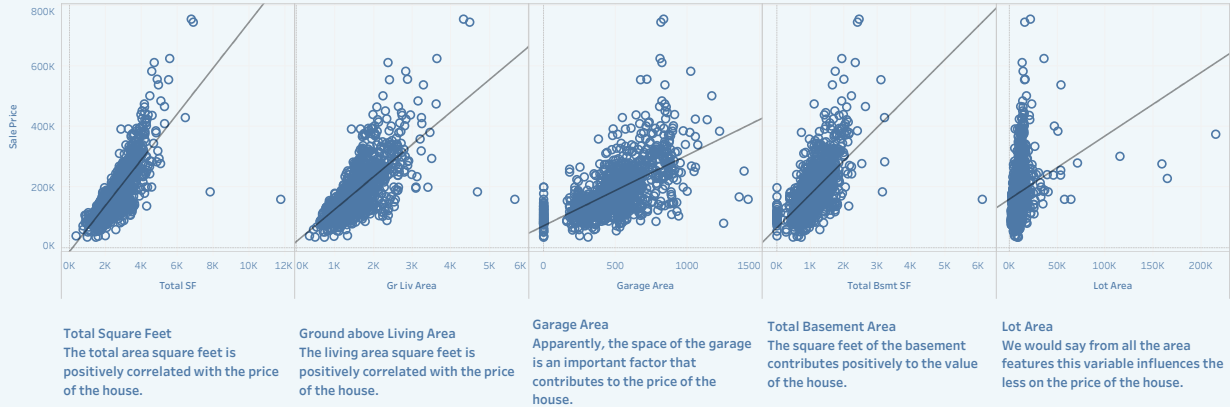 800K
600K
400K
200K
0K
Sale Price
0K 2K 4K 6K 8K 10K 12K
Total SF
0K 1K 2K 3K 4K 5K 6K
Gr Liv Area
0 500 1000 1500
Garage Area
0K 1K 2K 3K 4K 5K 6K
Total Bsmt SF
0K 50K 100K 150K 200K
Lot Area
Total Square Feet
The total area square feet is
positively correlated with the price
of the house.
Ground above Living Area
The living area square feet is
positively correlated with the price
of the house.
Garage Area
Apparently, the space of the garage
is an important factor that
contributes to the price of the
house.
Total Basement Area
The square feet of the basement
contributes positively to the value
of the house.
Lot Area
We would say from all the area
features this variable influences the
less on the price of the house.